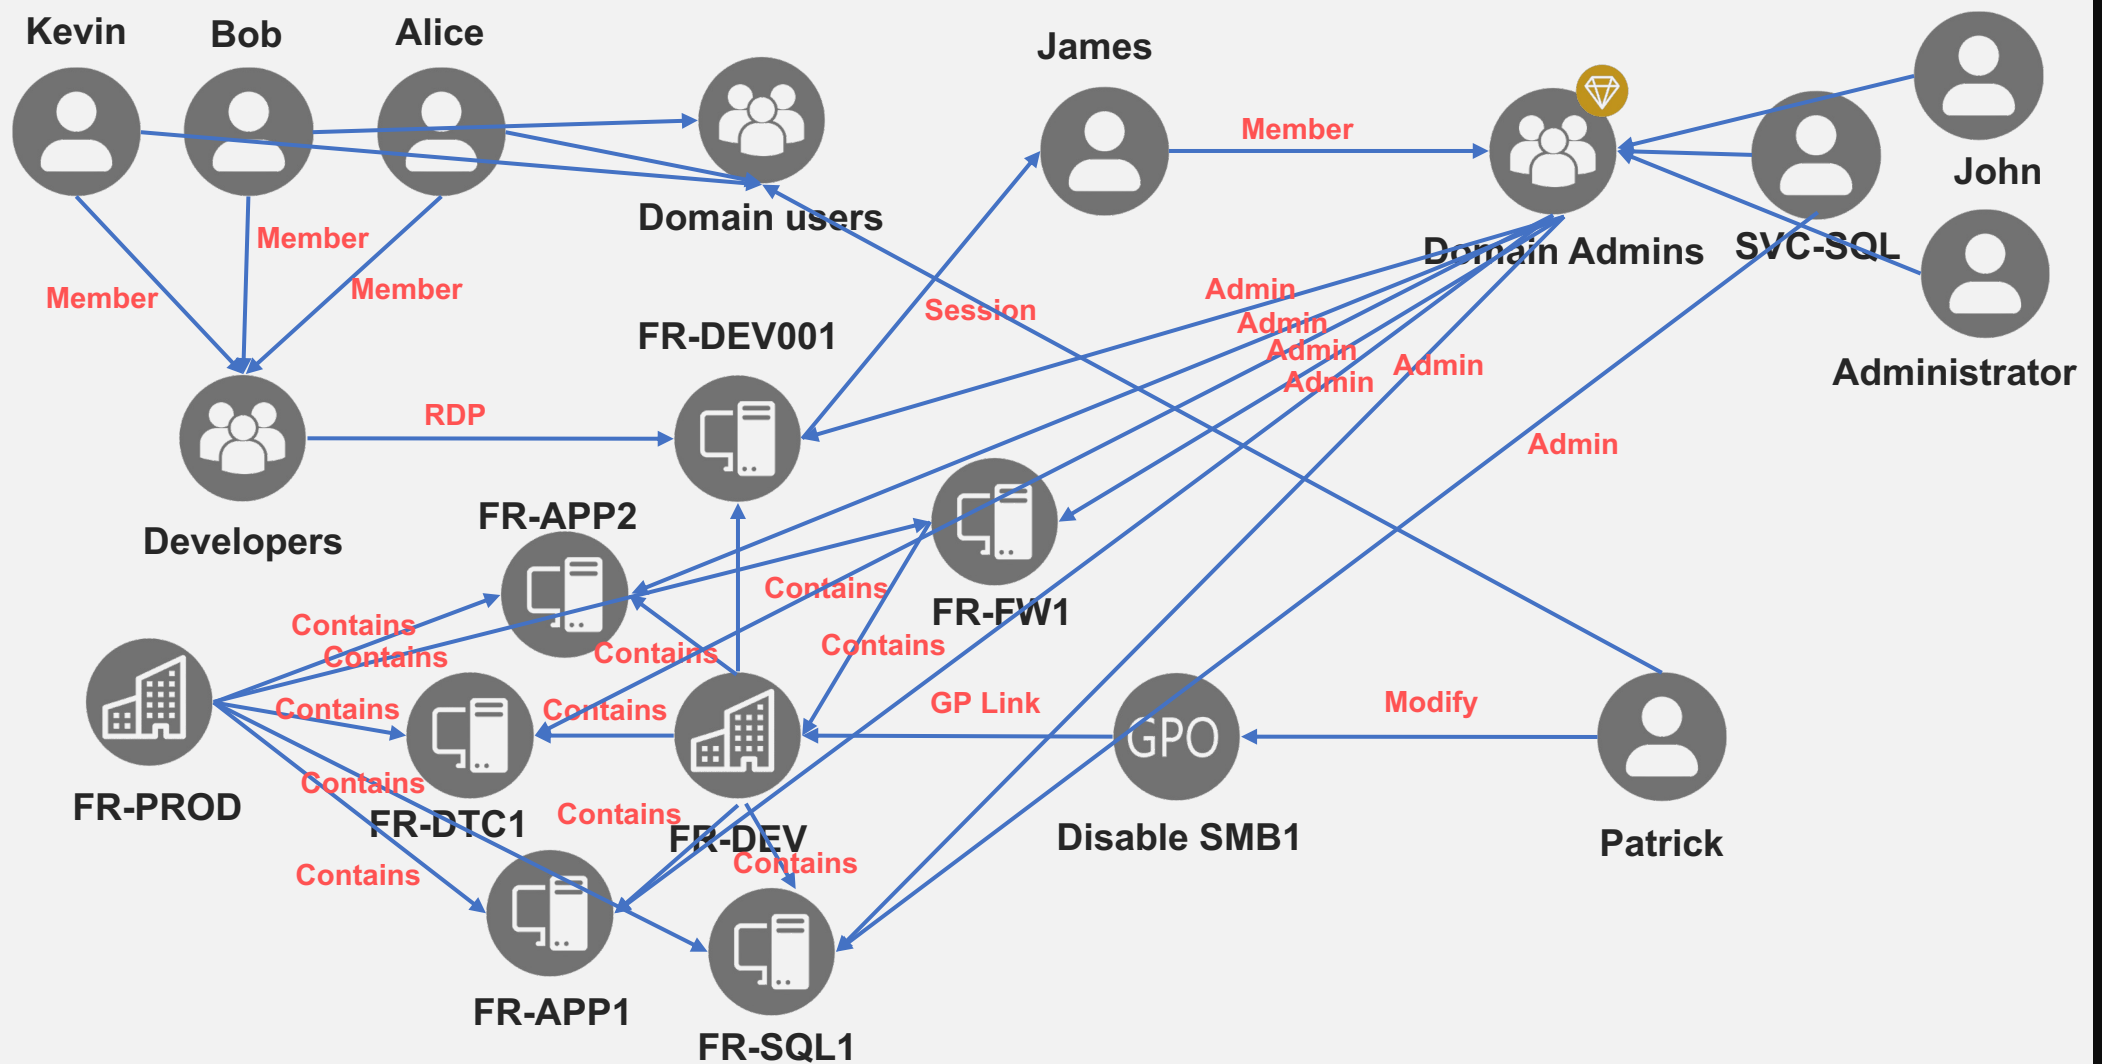 Kevin
Bob
Alice
James
Member
John
Domain users
Member
Domain Admins
SVC-SQL
Member
Member
Admin
Session
Admin
FR-DEV001
Admin
Admin
Admin
Administrator
RDP
Admin
FR-APP2
Developers
Contains
FR-FW1
Contains
Contains
Contains
Contains
Contains
Contains
GP Link
Modify
GPO
Contains
FR-PROD
FR-DTC1
Contains
FR-DEV
Disable SMB1
Patrick
Contains
Contains
FR-APP1
FR-SQL1